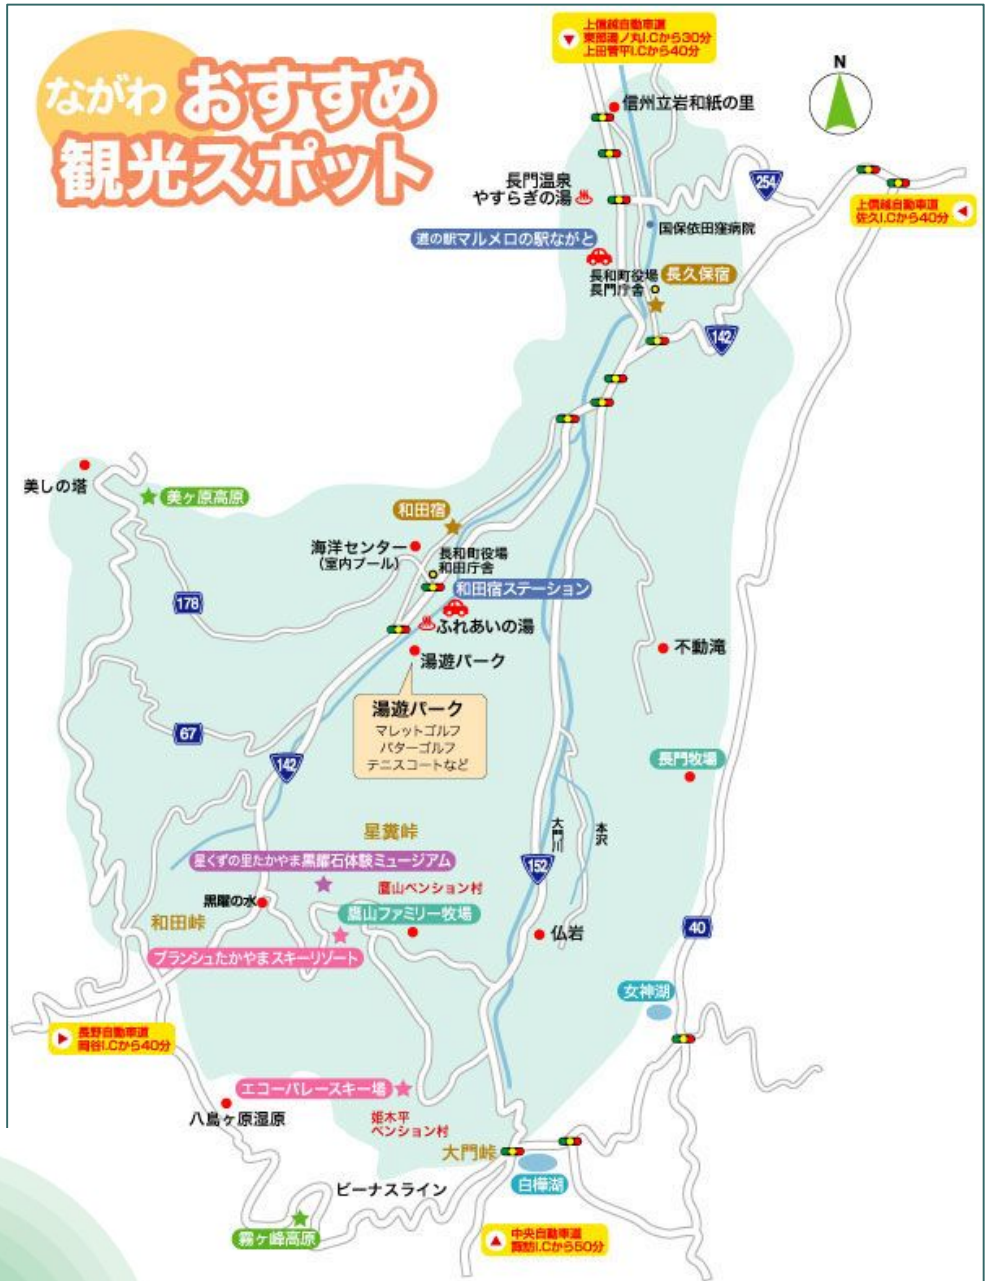 ながわ おすすめ
観光スポット
上信越自動車道
東部湯ノ丸I.Cから30分
上田菅平I.Cから40分
N
信州立岩和紙の里
254
上信越自動車道
佐久I.Cから40分
長門温泉
やすらぎの湯
国保依田窪病院
道の駅マルメロの駅ながと
長和町役場
長門庁舎
長久保宿
142
美しの塔
美ヶ原高原
和田宿
海洋センター
(室内プール)
長和町役場
和田庁舎
和田宿ステーション
178
ふれあいの湯
湯遊パーク
不動滝
湯遊パーク
マレットゴルフ
パターゴルフ
テニスコートなど
67
142
長門牧場
星糞峠
大門川
本沢
星くずの里たかやま黒耀石体験ミュージアム
152
鷹山ペンション村
黒曜の水
鷹山ファミリー牧場
和田峠
仏岩
40
ブランシュたかやまスキーリゾート
女神湖
長野自動車道
岡谷I.Cから40分
エコーバレースキー場
八島ヶ原湿原
姫木平
ペンション村
大門峠
白樺湖
ビーナスライン
霧ヶ峰高原
中央自動車道
諏訪I.Cから50分